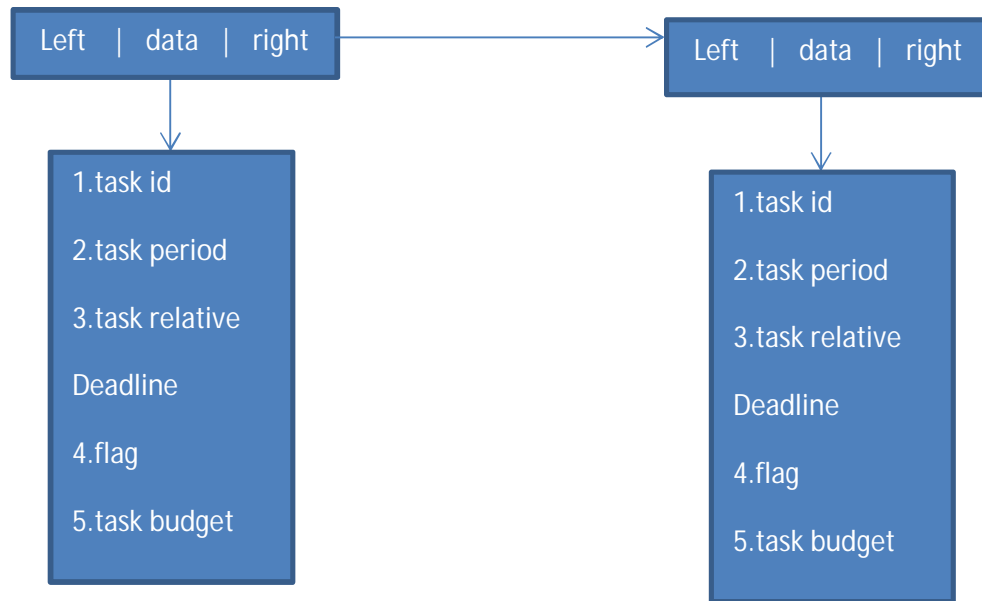 Left | data | right
1.task id
2.task period
3.task relative
Deadline
4.flag
5.task budget
Left | data | right
1.task id
2.task period
3.task relative
Deadline
4.flag
5.task budget